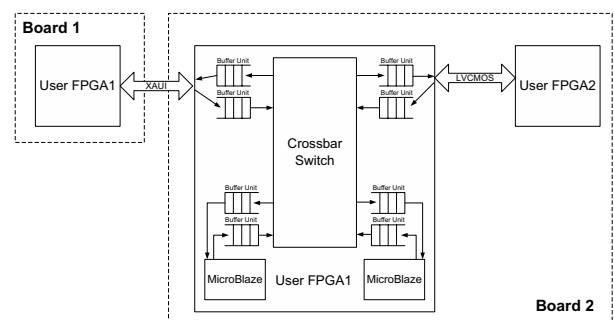 Board 1
User FPGA1
XAUI
Buffer Unit
Buffer Unit
Buffer Unit
Buffer Unit
Crossbar
Switch
LVCMOS
User FPGA2
Buffer Unit
Buffer Unit
Buffer Unit
Buffer Unit
MicroBlaze
User FPGA1
MicroBlaze
Board 2